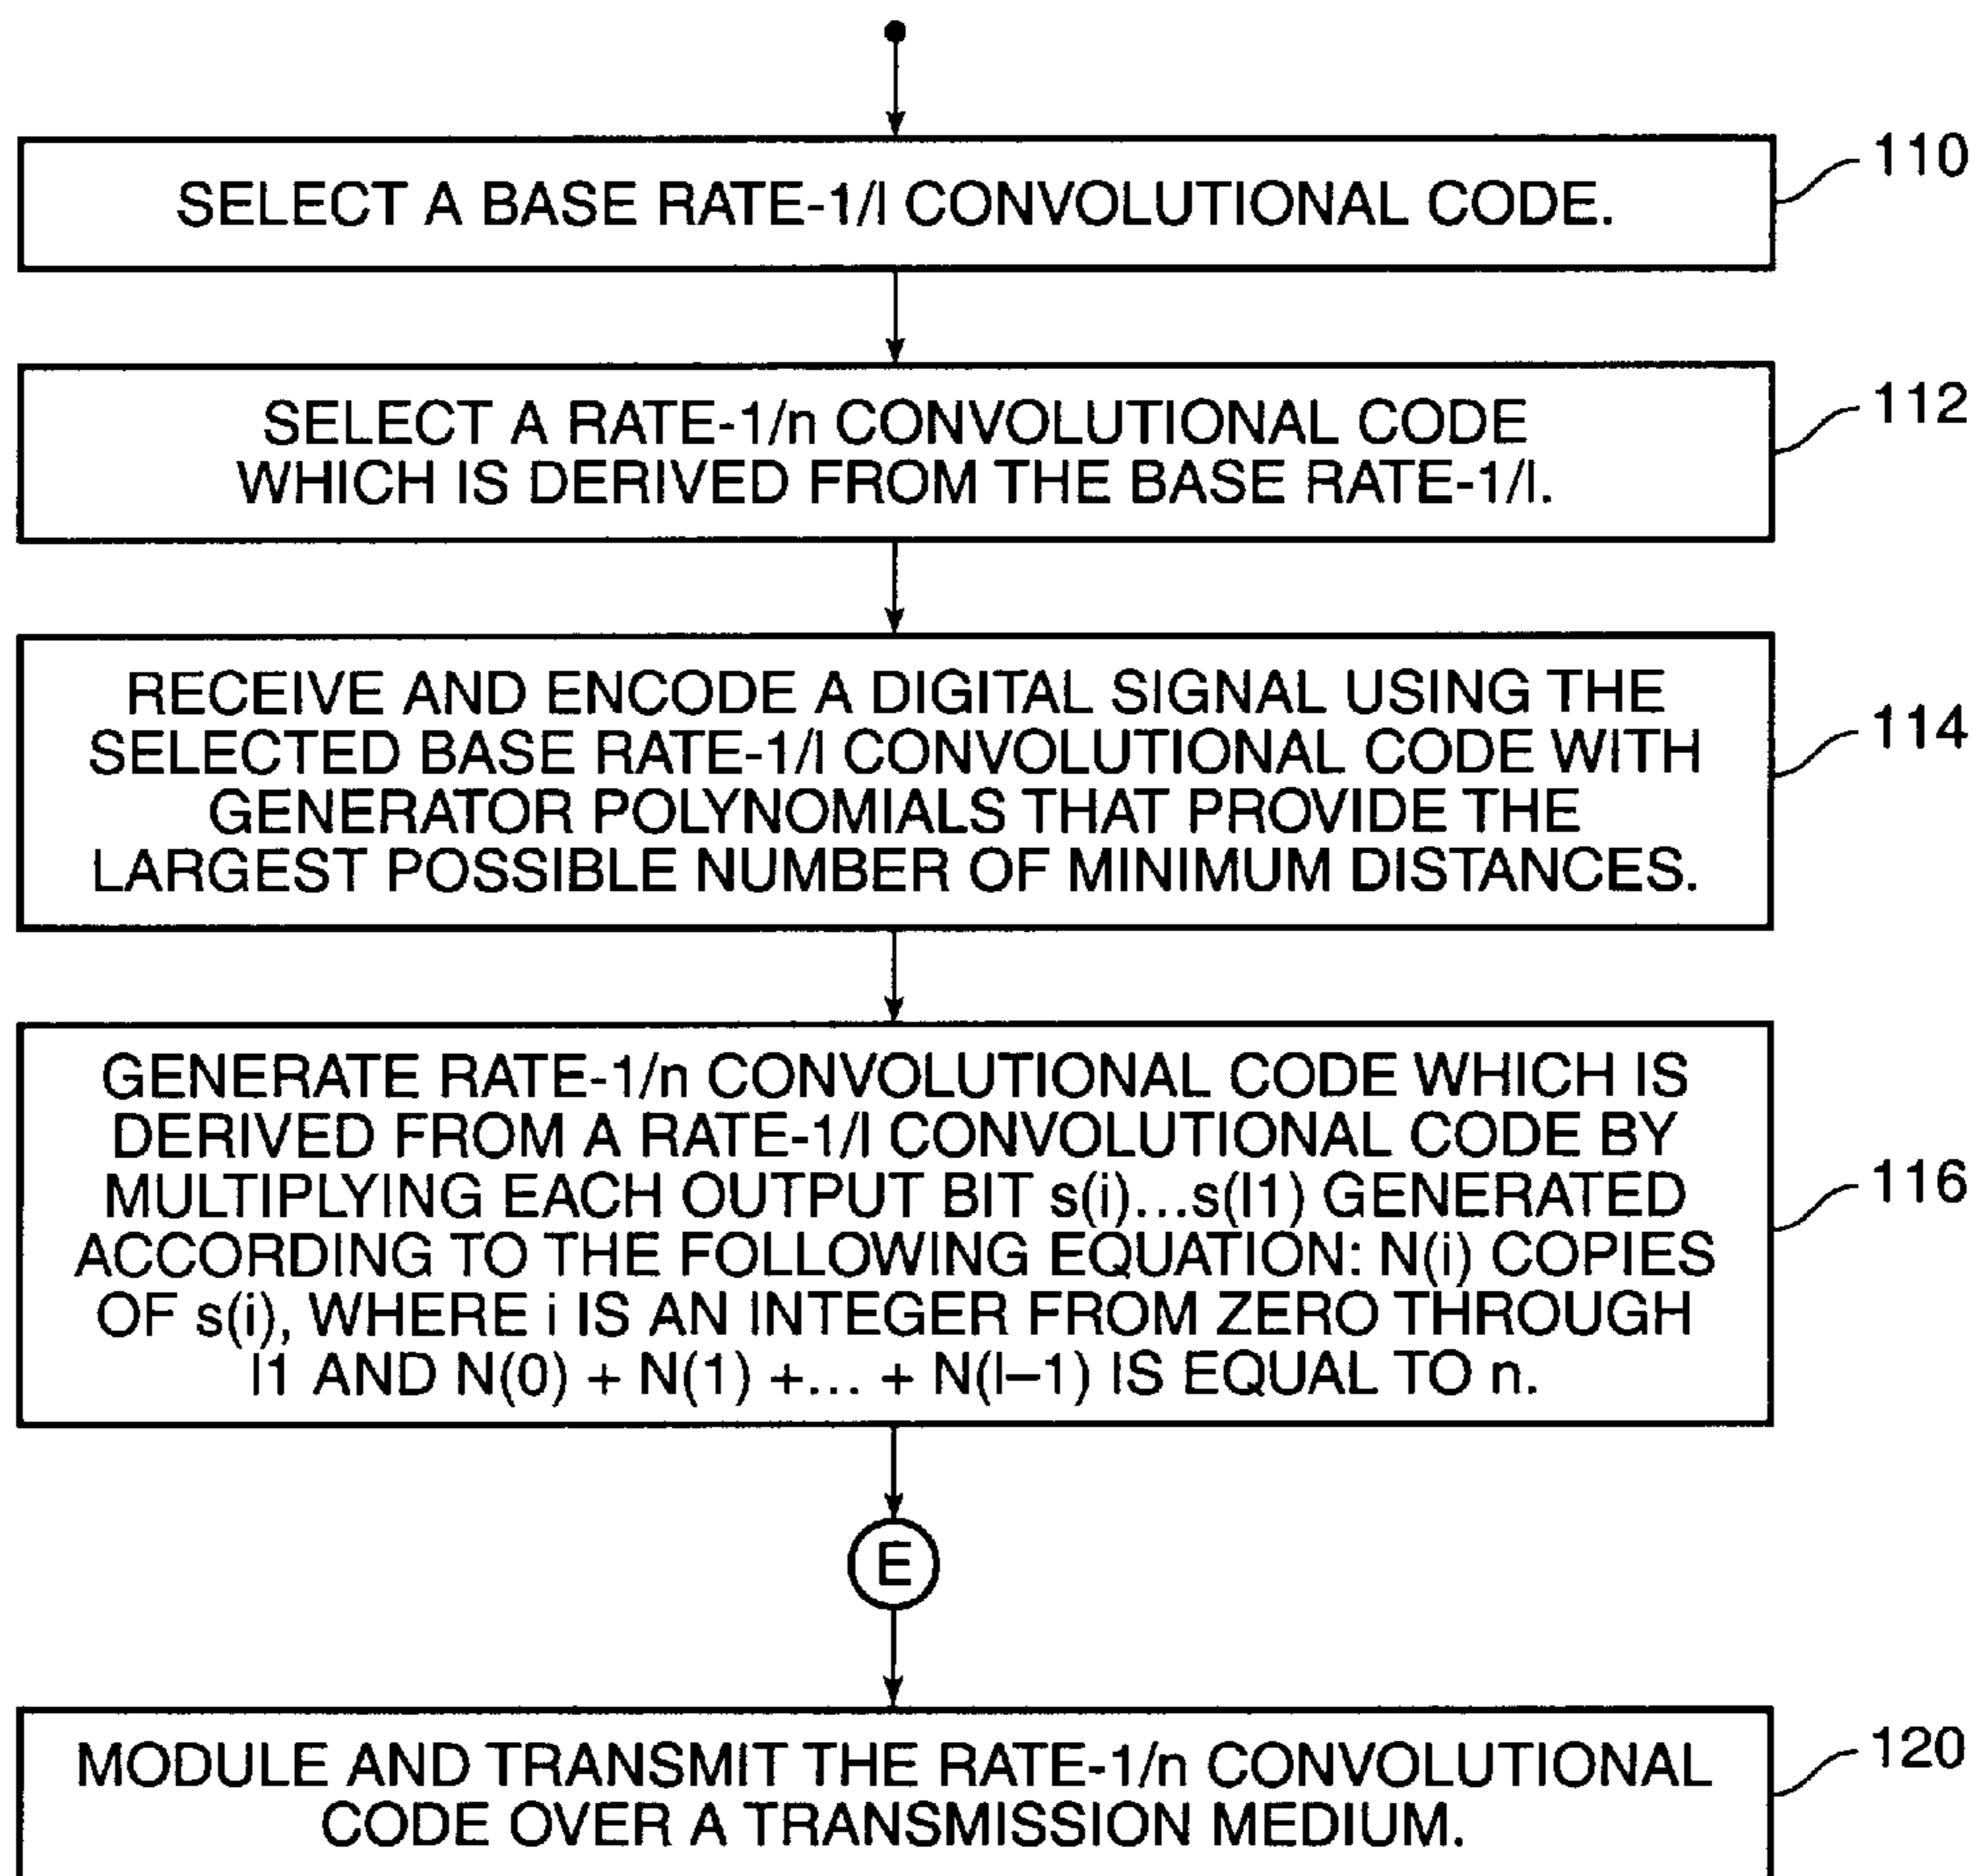 SELECT A BASE RATE-1/l CONVOLUTIONAL CODE.
110
SELECT A RATE-1/n CONVOLUTIONAL CODE
WHICH IS DERIVED FROM THE BASE RATE-1/l.
112
RECEIVE AND ENCODE A DIGITAL SIGNAL USING THE
SELECTED BASE RATE-1/l CONVOLUTIONAL CODE WITH
GENERATOR POLYNOMIALS THAT PROVIDE THE
LARGEST POSSIBLE NUMBER OF MINIMUM DISTANCES.
114
GENERATE RATE-1/n CONVOLUTIONAL CODE WHICH IS
DERIVED FROM A RATE-1/l CONVOLUTIONAL CODE BY
MULTIPLYING EACH OUTPUT BIT s(i)...s(l1) GENERATED
ACCORDING TO THE FOLLOWING EQUATION: N(i) COPIES
OF s(i), WHERE i IS AN INTEGER FROM ZERO THROUGH
l1 AND N(0) + N(1) +... + N(l–1) IS EQUAL TO n.
116
E
MODULE AND TRANSMIT THE RATE-1/n CONVOLUTIONAL
CODE OVER A TRANSMISSION MEDIUM.
120